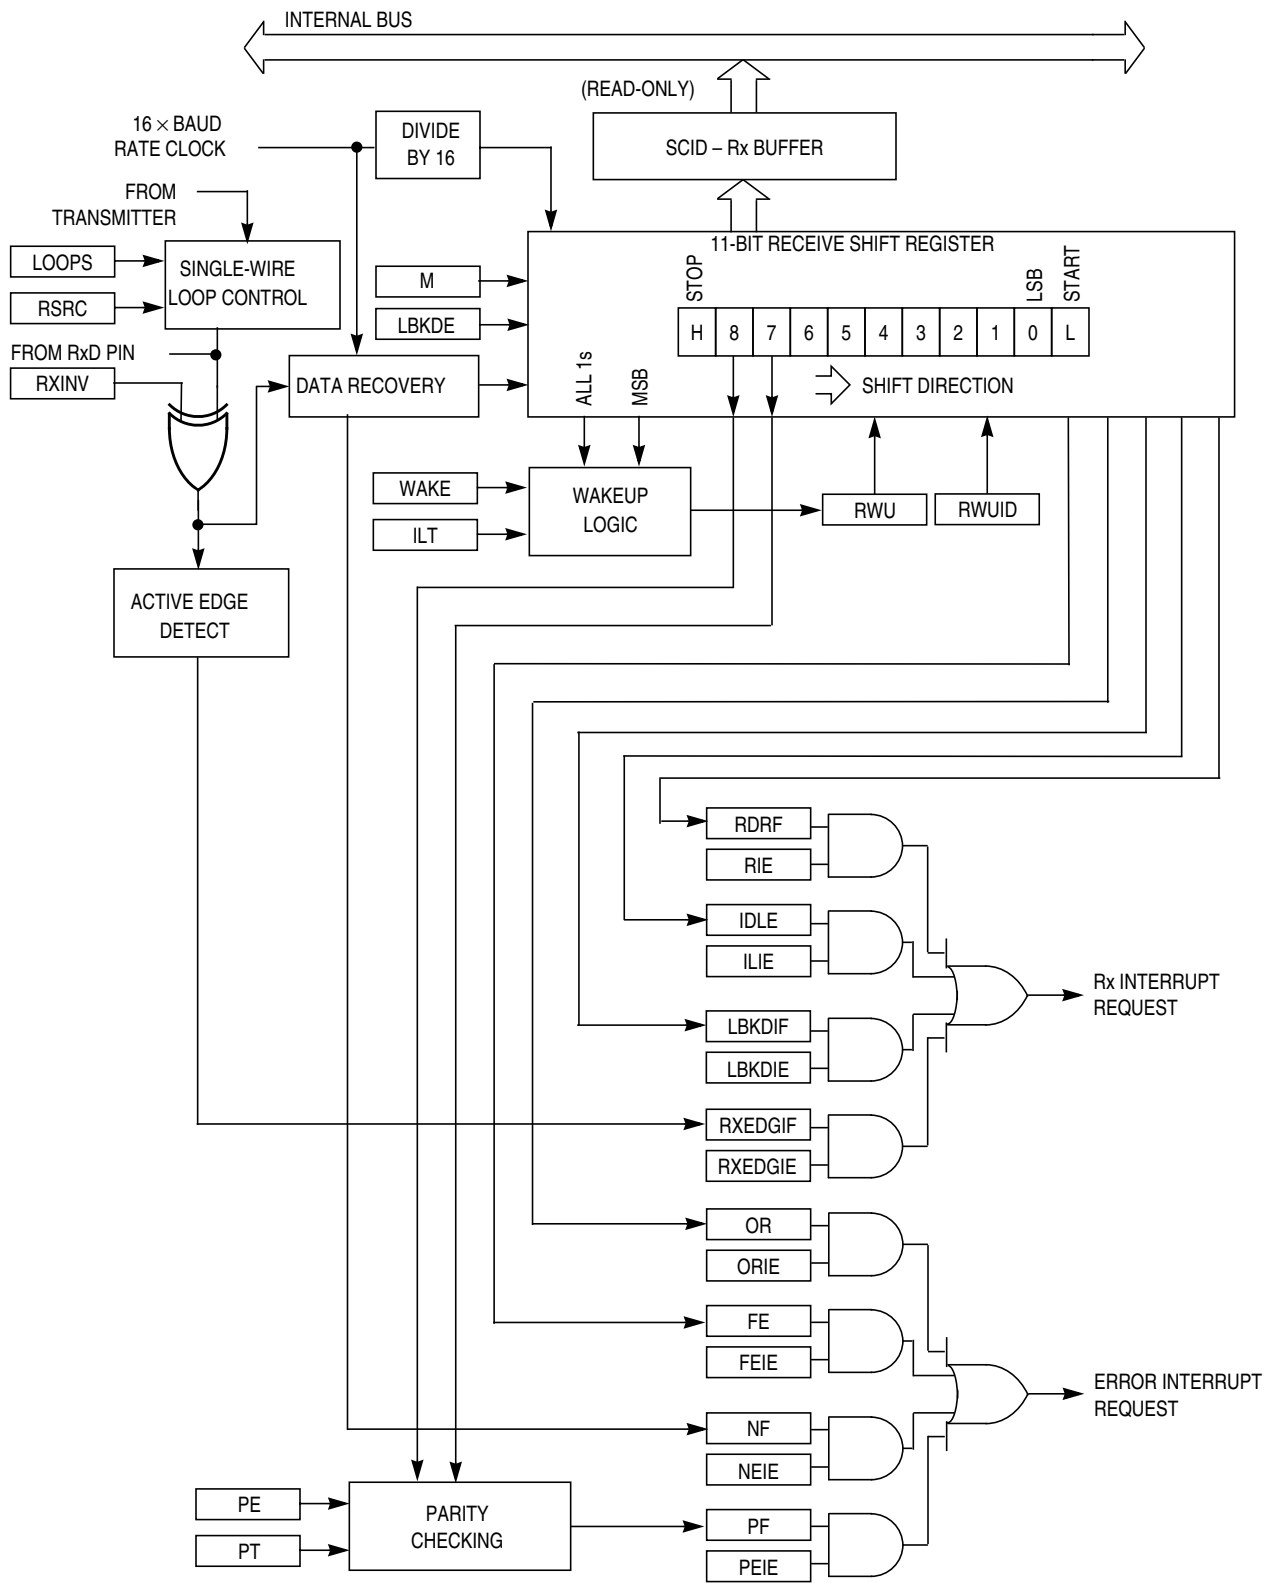 INTERNAL BUS
(READ-ONLY)
16 × BAUD
RATE CLOCK
DIVIDE
BY 16
SCID – Rx BUFFER
FROM
TRANSMITTER
11-BIT RECEIVE SHIFT REGISTER
LOOPS
SINGLE-WIRE
LOOP CONTROL
RSRC
M
LBKDE
STOP
LSB
START
H 8 7 6 5 4 3 2 1 0 L
FROM RxD PIN
RXINV
DATA RECOVERY
ALL 1s
MSB
SHIFT DIRECTION
WAKE
ILT
WAKEUP
LOGIC
RWU
RWUID
ACTIVE EDGE
DETECT
RDRF
RIE
IDLE
ILIE
Rx INTERRUPT
REQUEST
LBKDIF
LBKDIE
RXEDGIF
RXEDGIE
OR
ORIE
FE
FEIE
ERROR INTERRUPT
REQUEST
NF
NEIE
PE
PT
PARITY
CHECKING
PF
PEIE